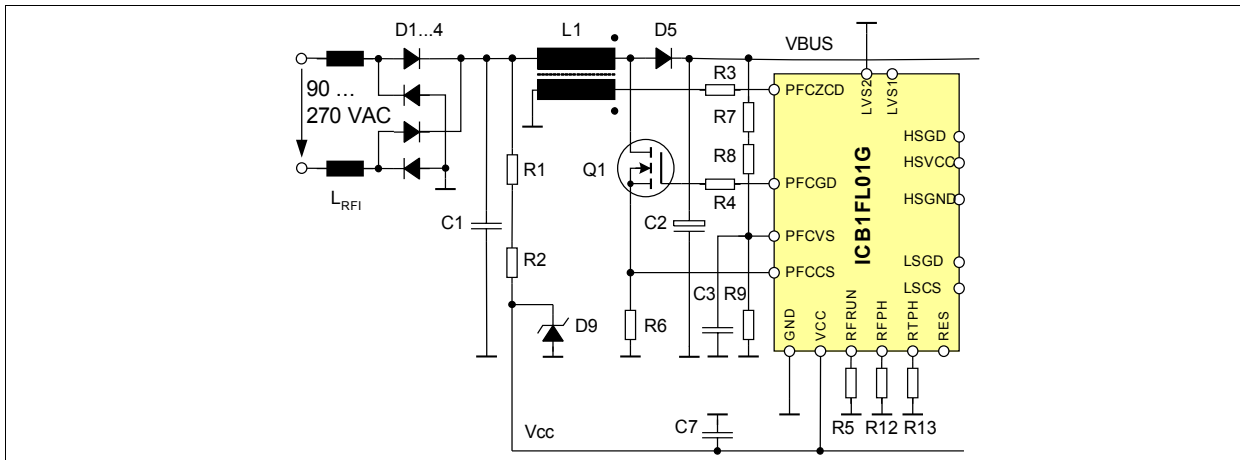 D1...4
L1
D5
VBUS
90 ...
270 VAC
R3
PFCZCD
LVS2
LVS1
R7
HSGD
R8
HSVCC
Q1
R1
PFCGD
R4
HSGND
L_RFI
C1
C2
PFCVS
ICB1FL01G
R2
PFCCS
LSGD
LSCS
C3
R9
D9
R6
GND
VCC
RFRUN
RFPH
RTPH
RES
Vcc
C7
R5
R12
R13